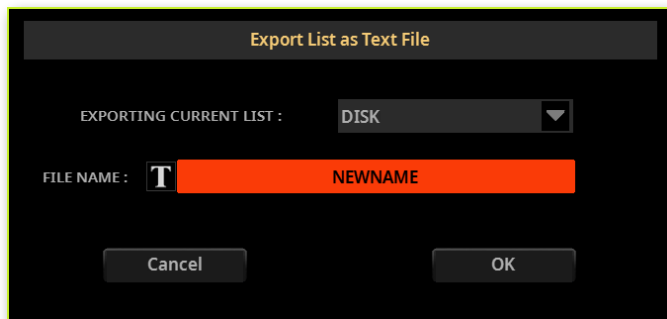 Export List as Text File
EXPORTING CURRENT LIST : DISK
FILE NAME : T NEWNAME
Cancel OK